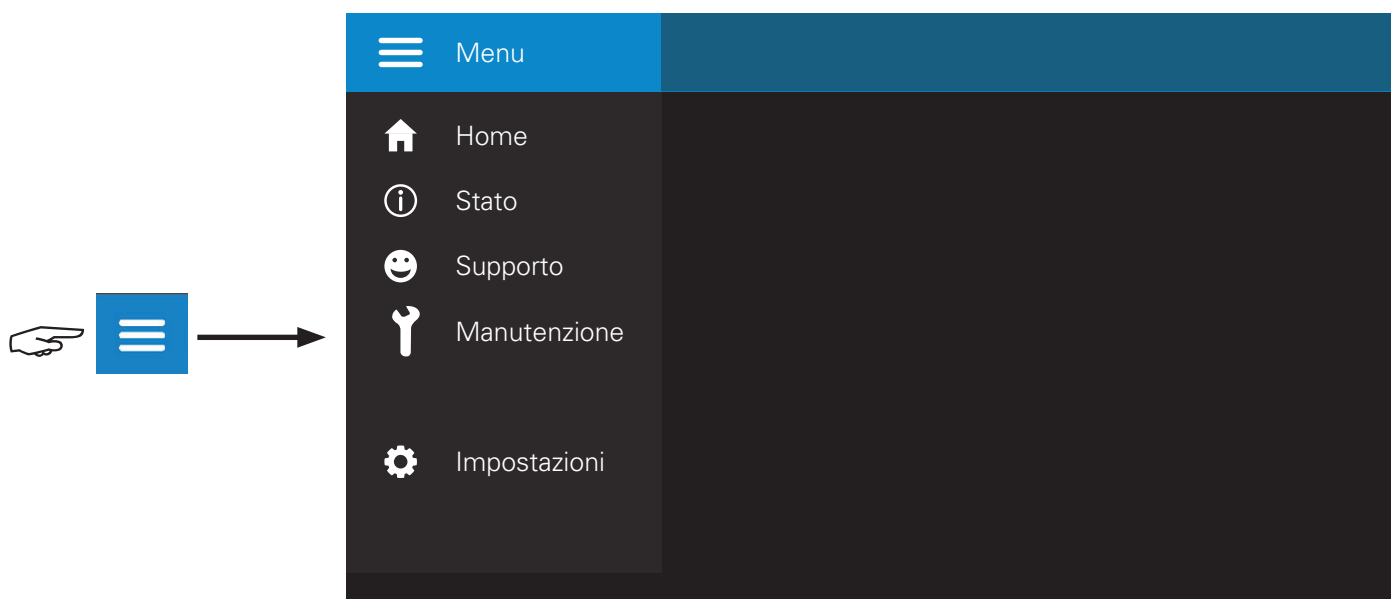 Menu
Home
Stato
Supporto
Manutenzione
Impostazioni